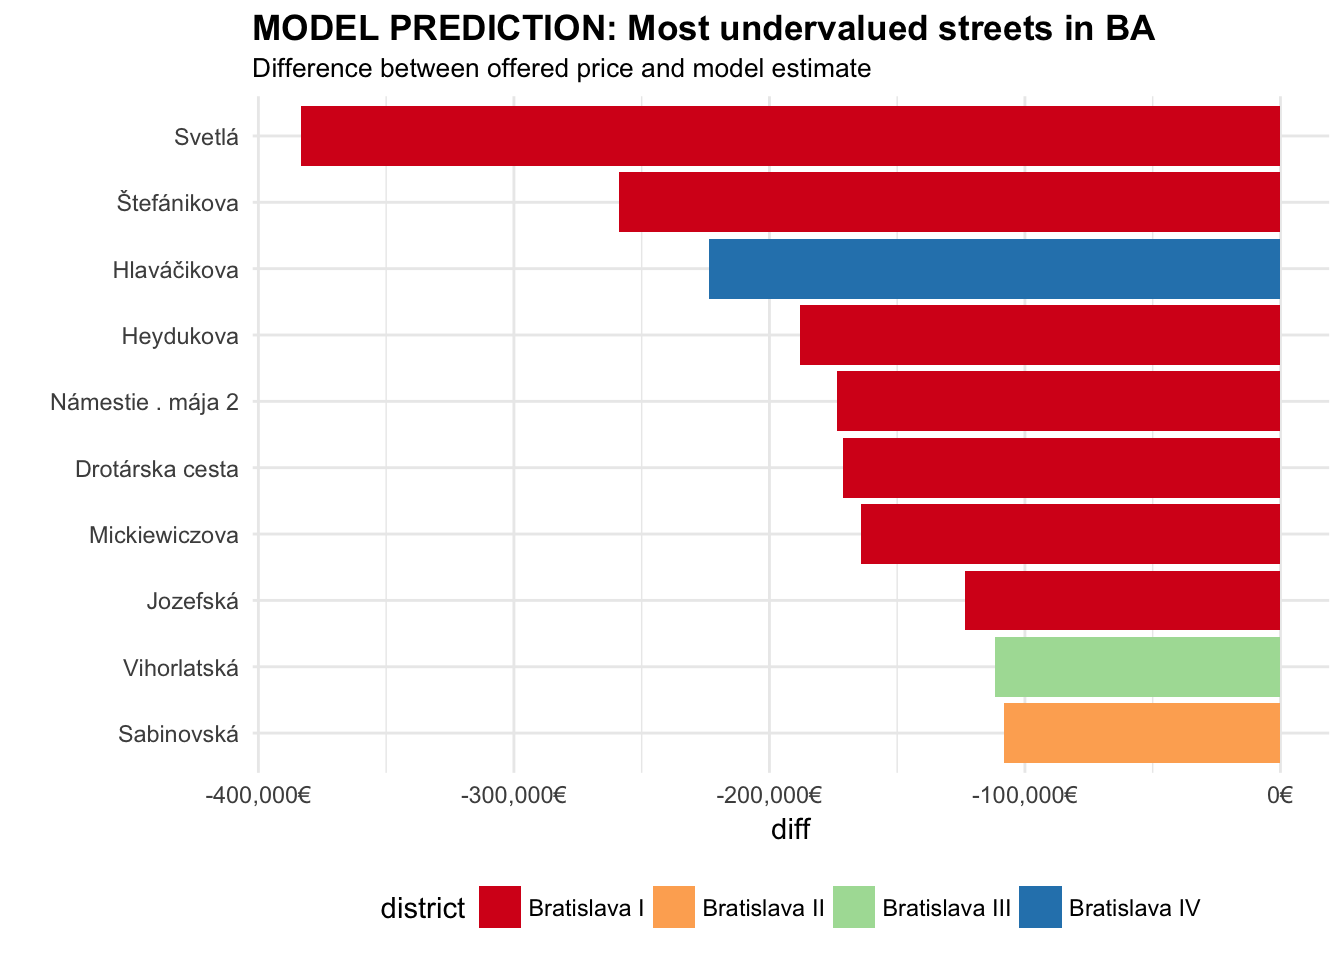 MODEL PREDICTION: Most undervalued streets in BA
Difference between offered price and model estimate
Svetlá
Štefánikova
Hlaváčikova
Heydukova
Námestie . mája 2
Drotárska cesta
Mickiewiczova
Jozefská
Vihorlatská
Sabinovská
-400,000€ -300,000€ -200,000€ -100,000€ 0€
diff
district Bratislava I Bratislava II Bratislava III Bratislava IV